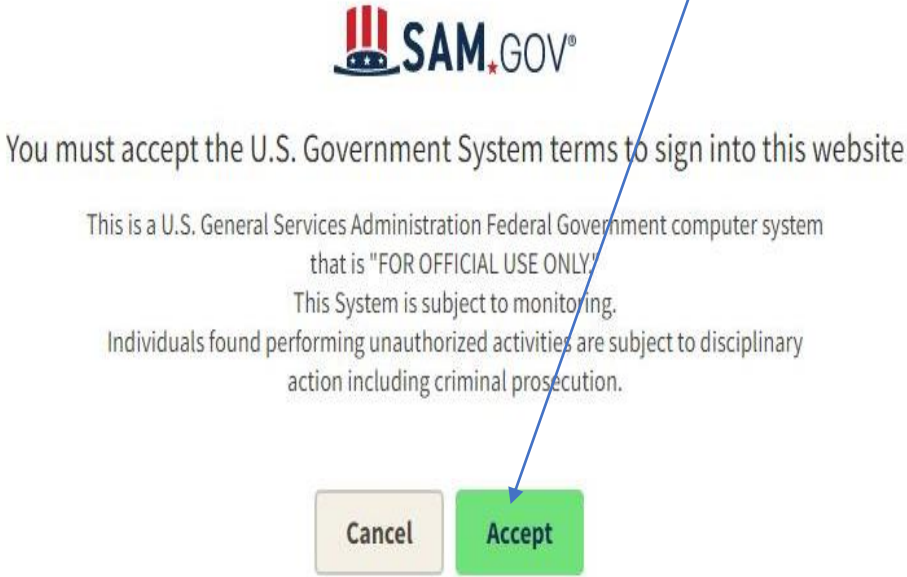 SAM.GOV®
You must accept the U.S. Government System terms to sign into this website
This is a U.S. General Services Administration Federal Government computer system
that is "FOR OFFICIAL USE ONLY."
This System is subject to monitoring.
Individuals found performing unauthorized activities are subject to disciplinary
action including criminal prosecution.
Cancel
Accept